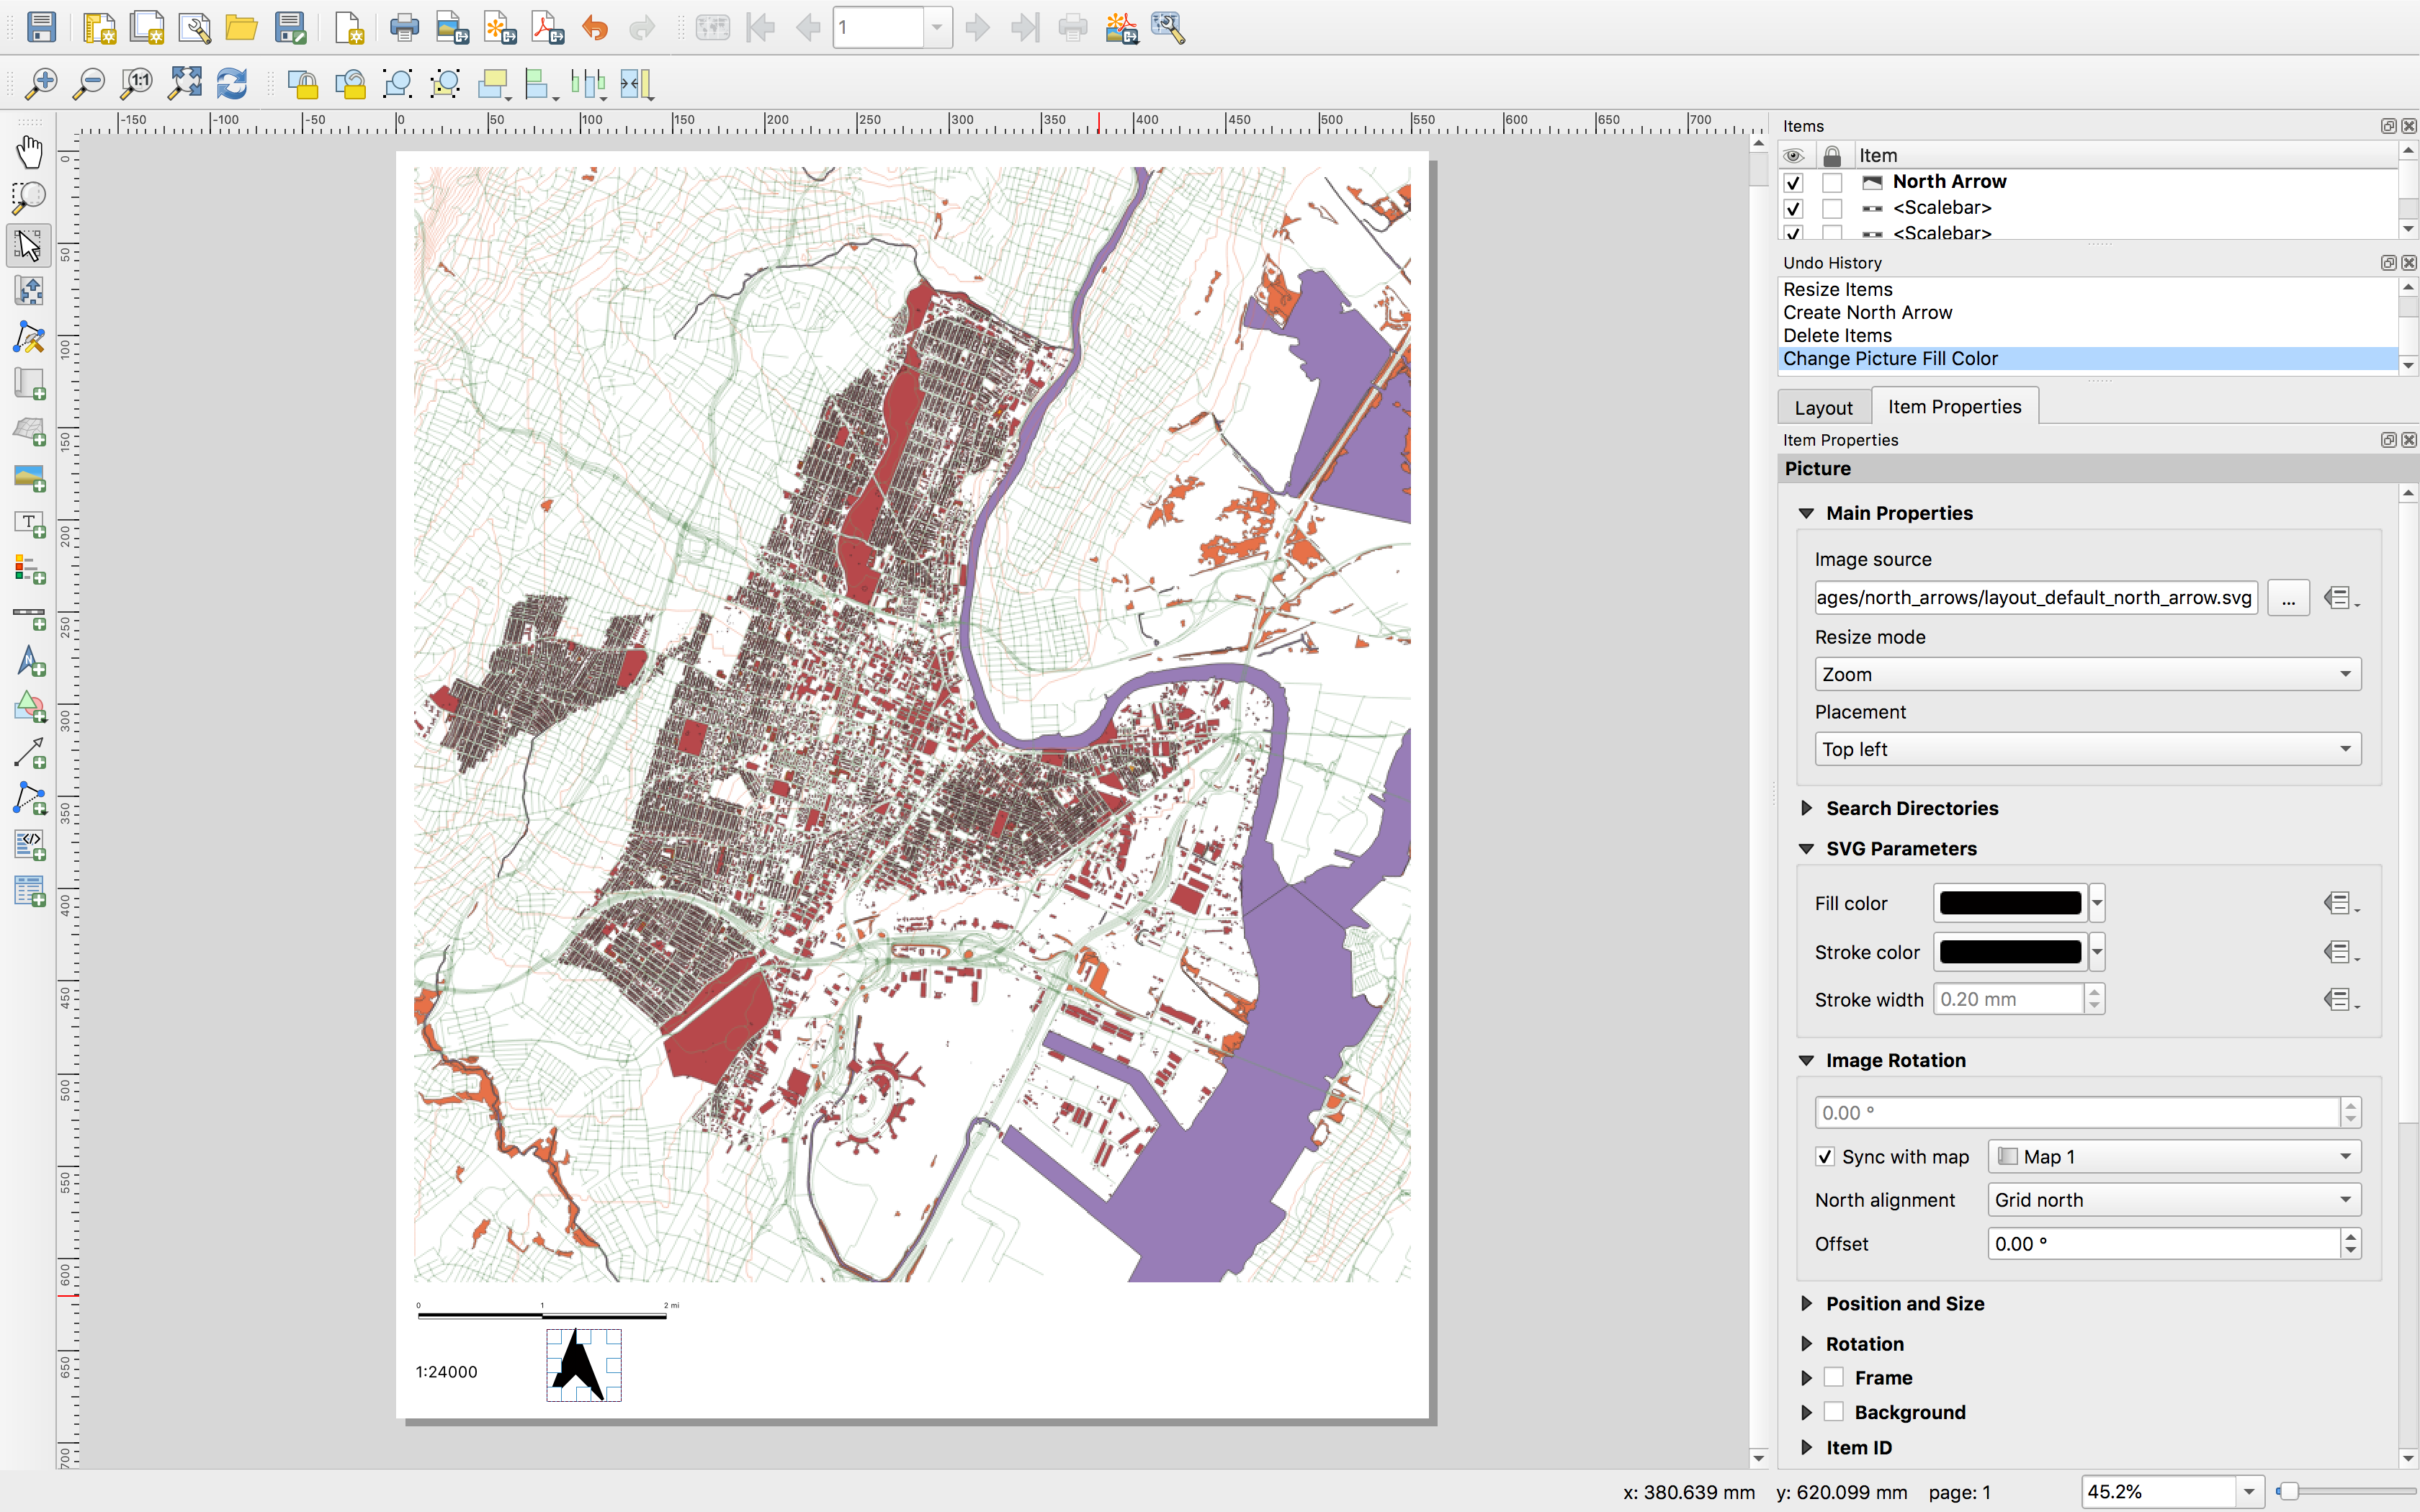 1
1:1
-150 -100 -50 0 50 100 150 200 250 300 350 400 450 500 550 600 650 700
0
50
100
150
200
250
300
350
400
450
500
550
600
650
700
T
Items
Item
North Arrow
<Scalebar>
<Scalebar>
Undo History
Resize Items
Create North Arrow
Delete Items
Change Picture Fill Color
Layout Item Properties
Item Properties
Picture
Main Properties
Image source
ages/north_arrows/layout_default_north_arrow.svg ...
Resize mode
Zoom
Placement
Top left
Search Directories
SVG Parameters
Fill color
Stroke color
Stroke width 0.20 mm
Image Rotation
0.00 °
Sync with map Map 1
North alignment Grid north
Offset 0.00 °
Position and Size
Rotation
Frame
Background
Item ID
0 1 2 mi
1:24000
x: 380.639 mm y: 620.099 mm page: 1 45.2%